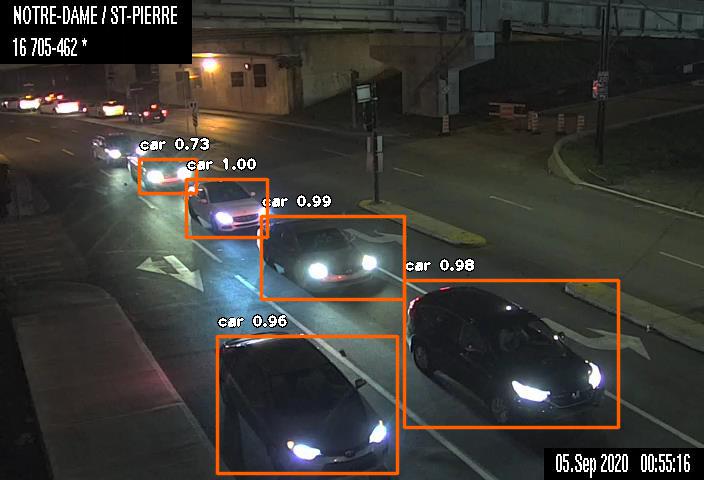 NOTRE-DAME / ST-PIERRE
16 705-462 *
car 0.73
car 1.00
car 0.99
car 0.98
car 0.96
05.Sep 2020 00:55:16